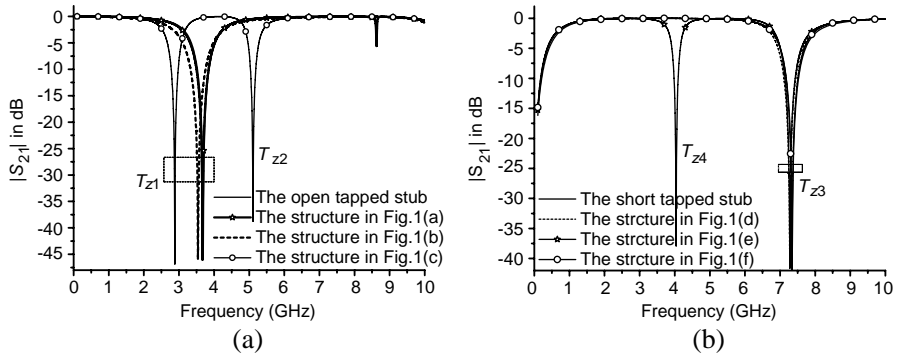 |S21| in dB
0
-5
-10
-15
-20
-25
-30
-35
-40
-45
Tz1
Tz2
The open tapped stub
The structure in Fig.1(a)
The structure in Fig.1(b)
The structure in Fig.1(c)
0 1 2 3 4 5 6 7 8 9 10
Frequency (GHz)
(a)
|S21| in dB
0
-5
-10
-15
-20
-25
-30
-35
-40
Tz4
Tz3
The short tapped stub
The strcture in Fig.1(d)
The strcture in Fig.1(e)
The strcture in Fig.1(f)
0 1 2 3 4 5 6 7 8 9 10
Frequency (GHz)
(b)